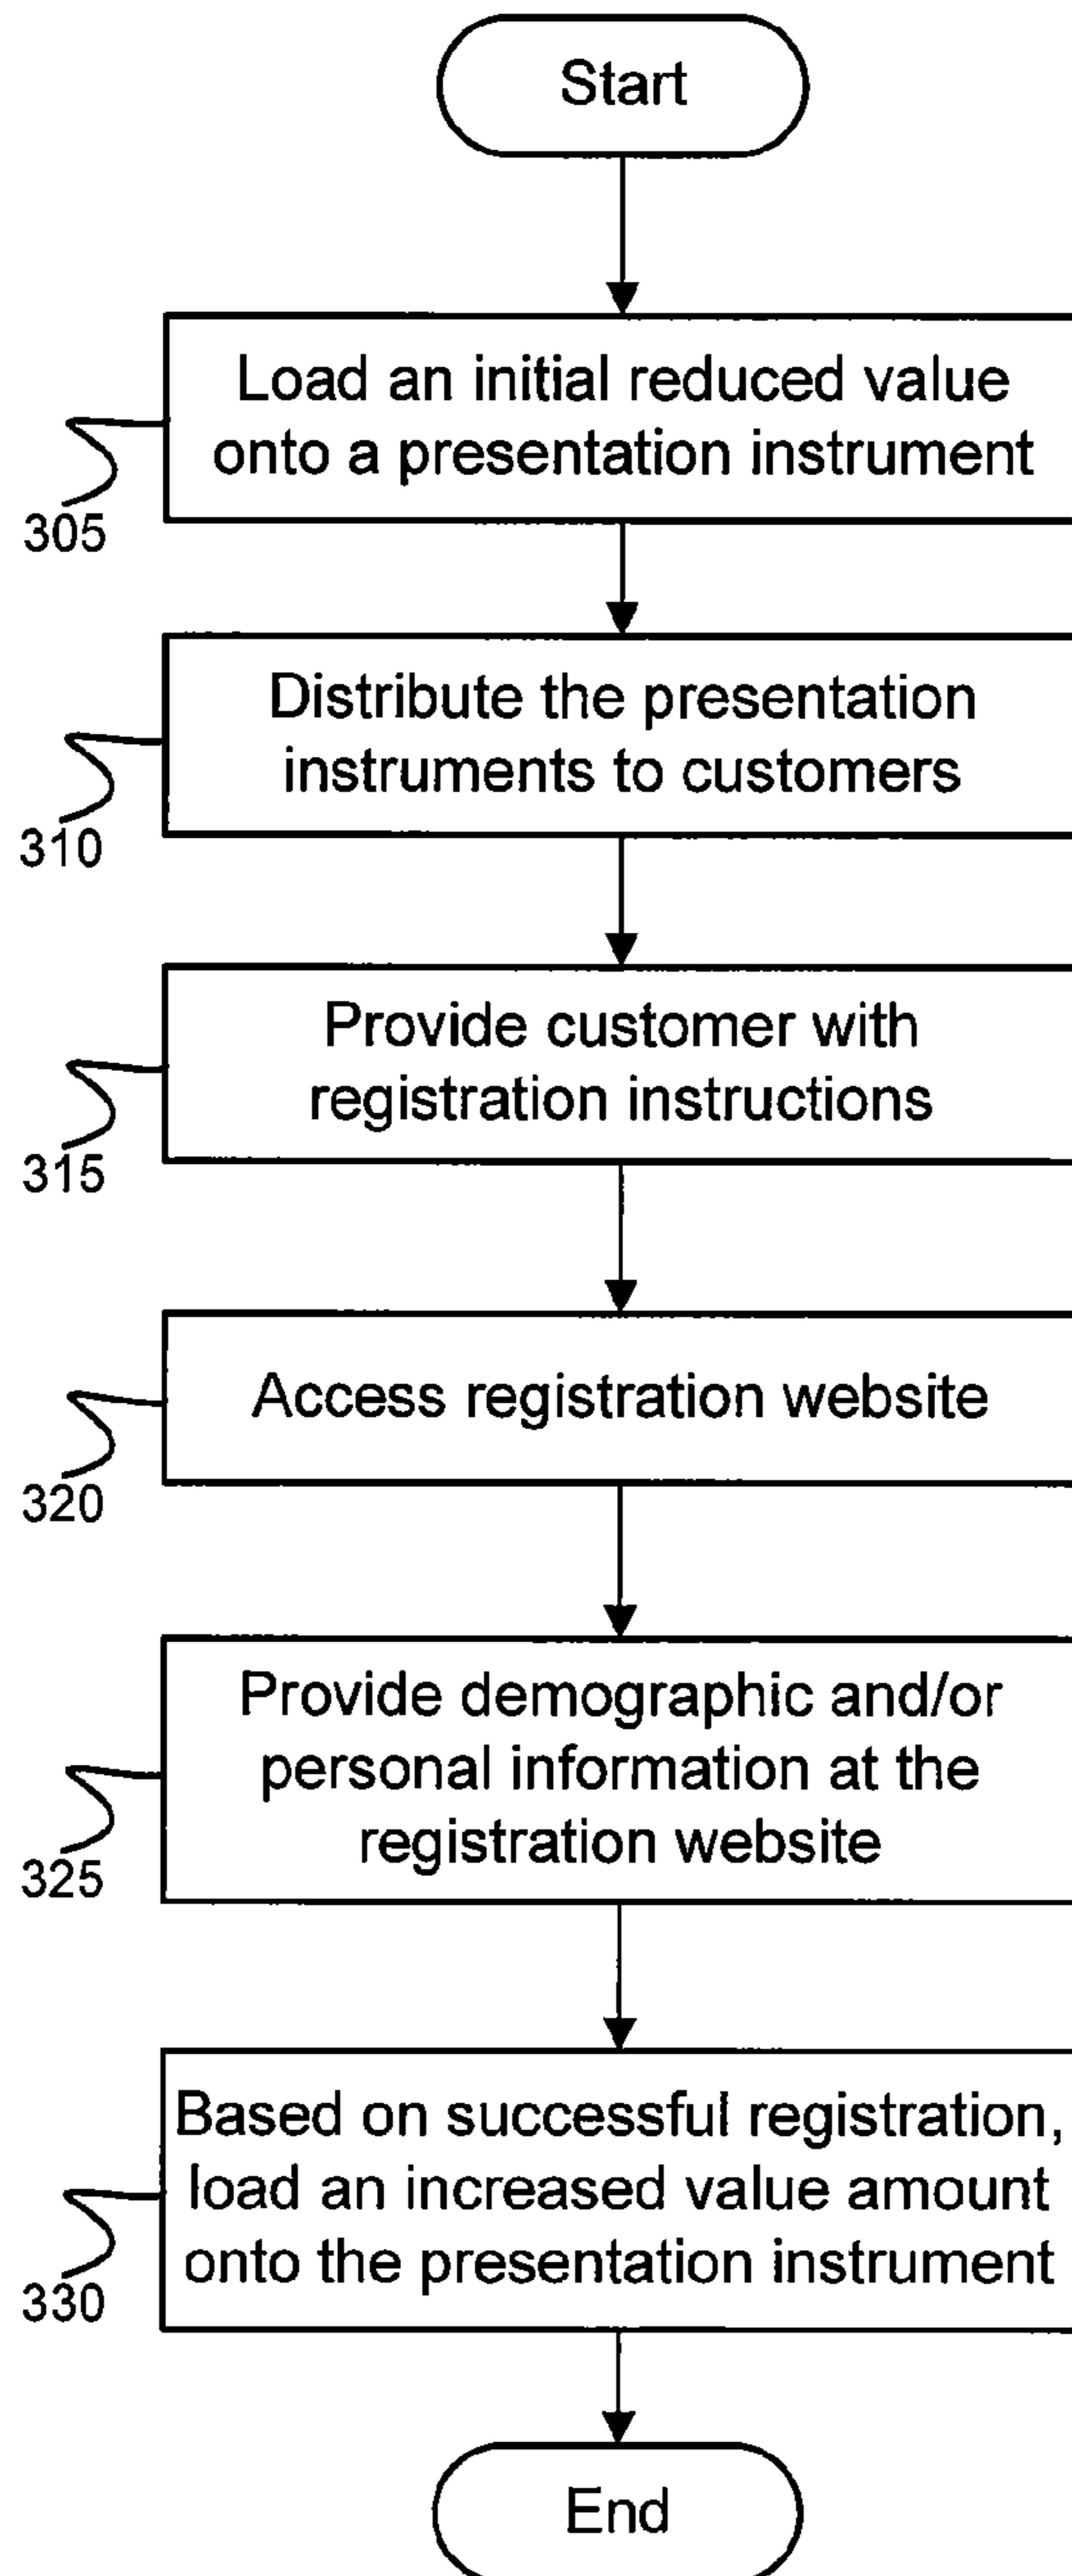 Start
Load an initial reduced value
onto a presentation instrument
305
Distribute the presentation
instruments to customers
310
Provide customer with
registration instructions
315
Access registration website
320
Provide demographic and/or
personal information at the
registration website
325
Based on successful registration,
load an increased value amount
onto the presentation instrument
330
End